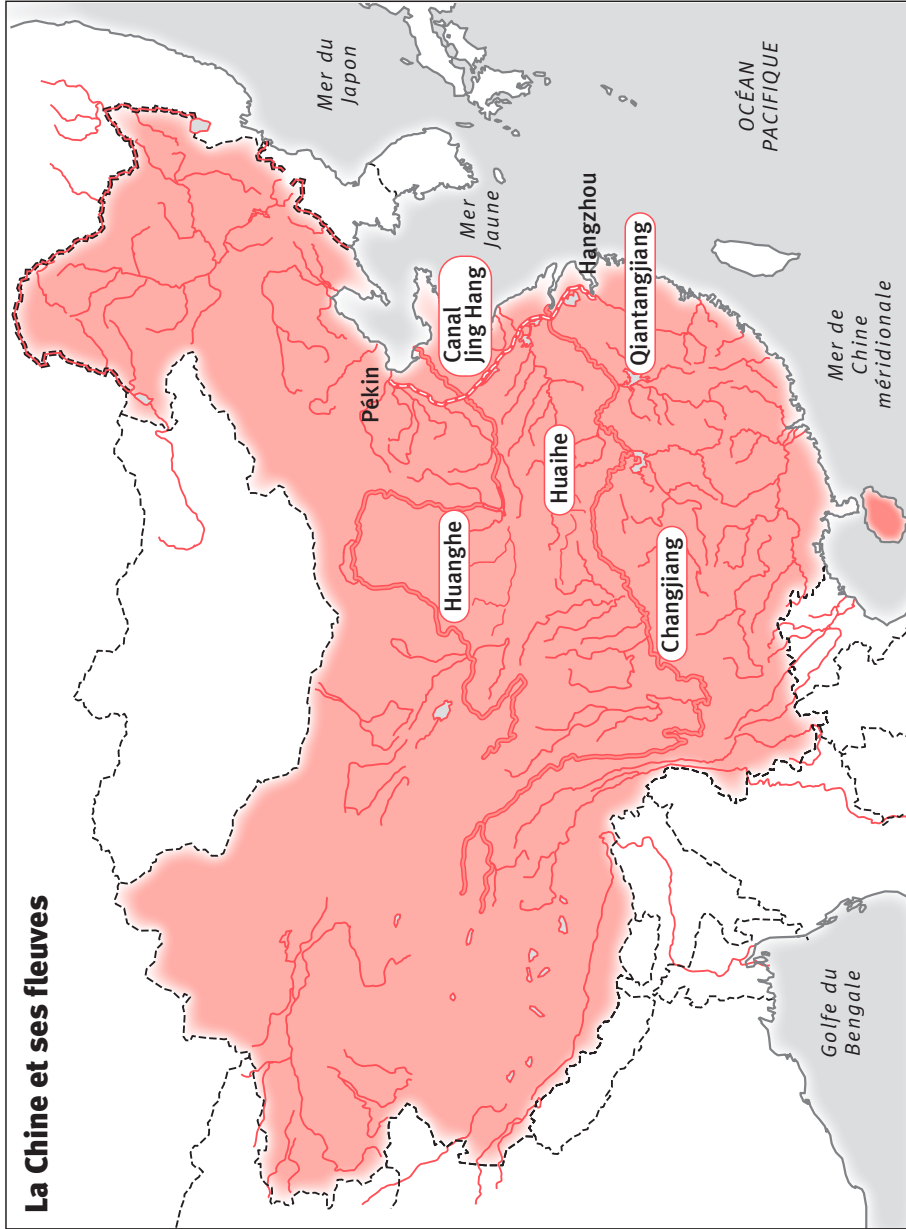 La Chine et ses fleuves
Mer du
Japon
Mer
Jaune
OCÉAN
PACIFIQUE
Pékin
Canal
Jing Hang
Hangzhou
Huanghe
Huaihe
Qiantangjiang
Changjiang
Mer de
Chine
méridionale
Golfe du
Bengale